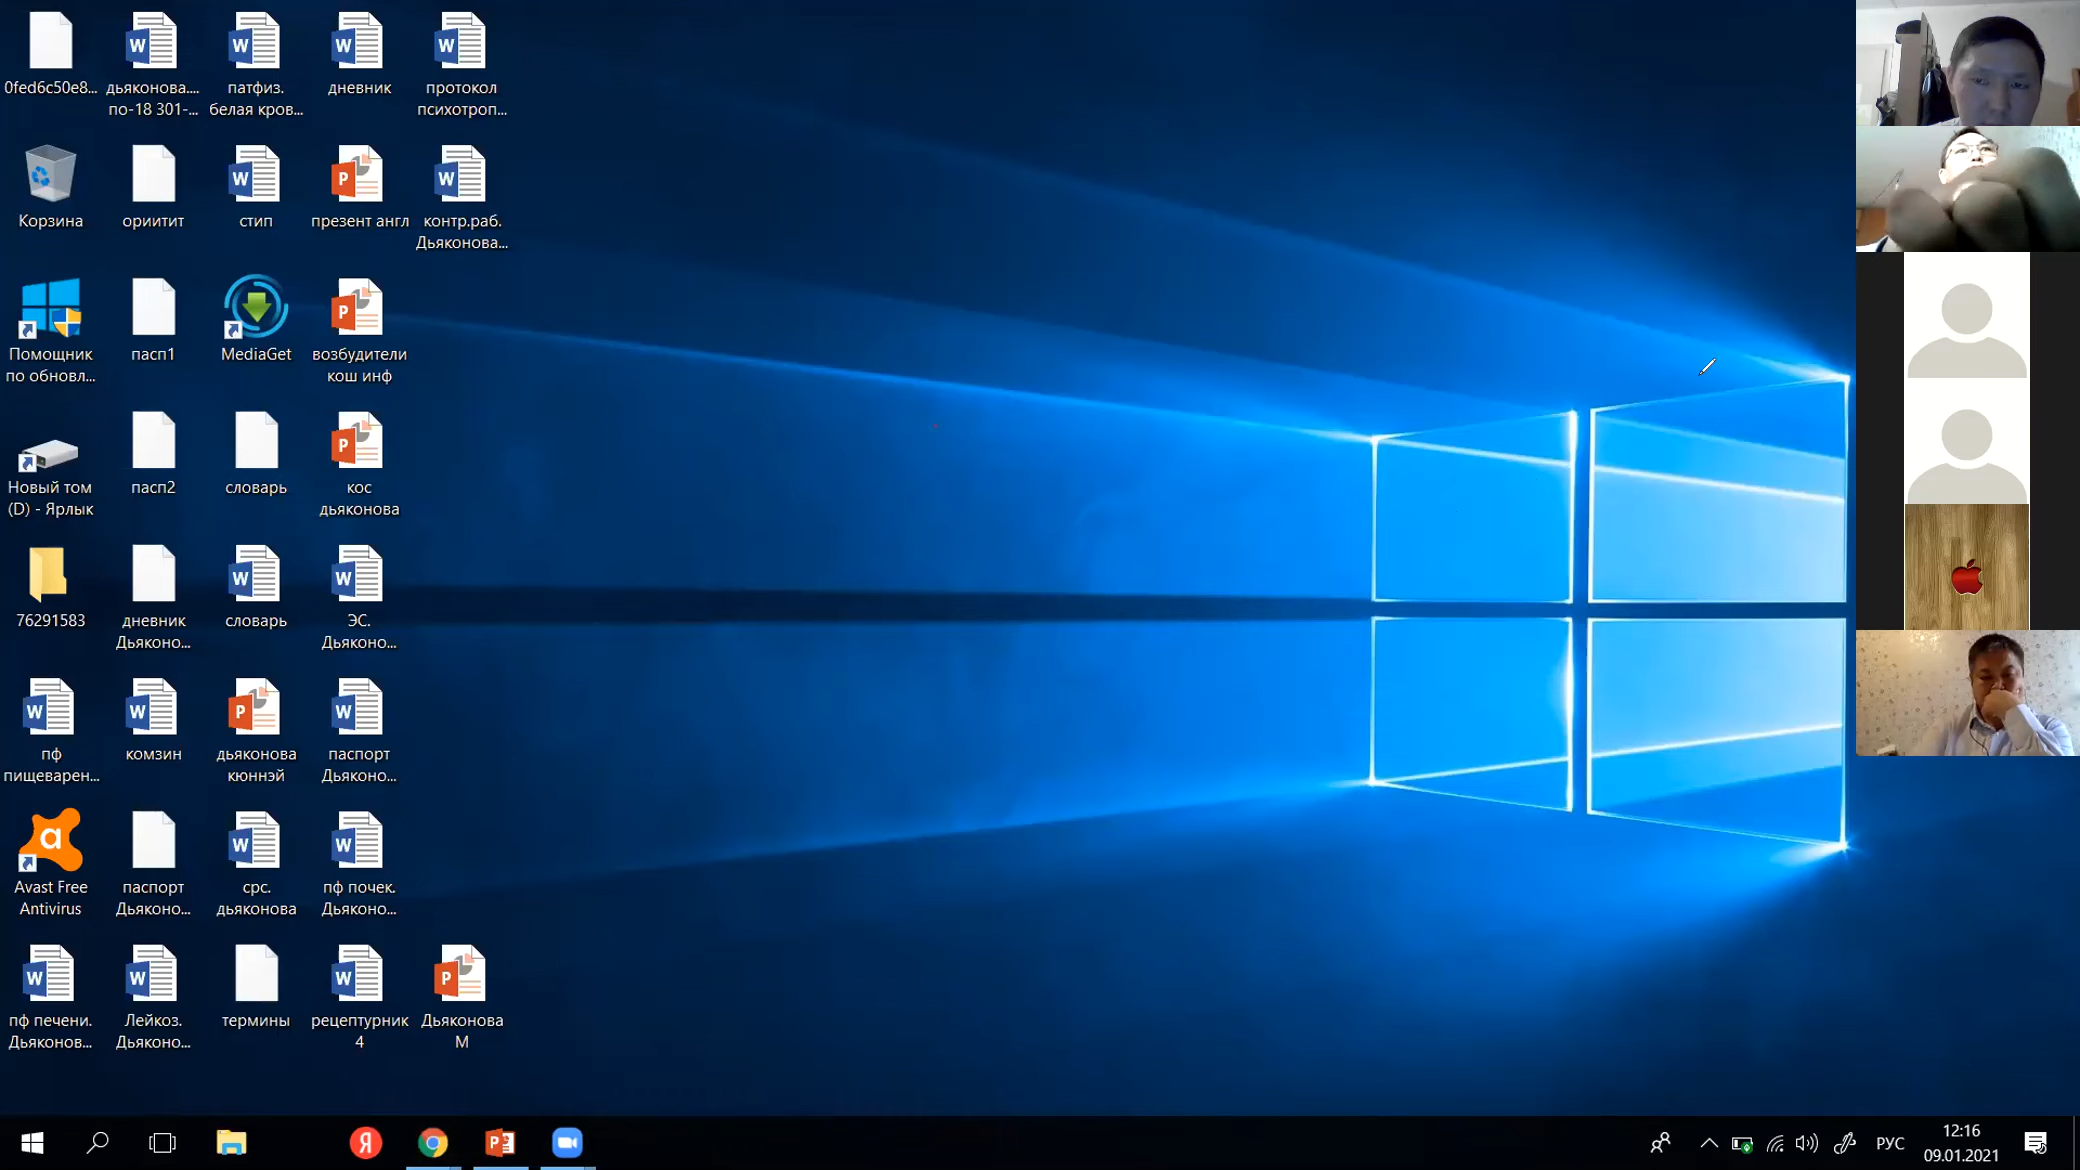 0fed6c50e8...
дьяконова....
по-18 301-...
патфиз.
белая кров...
дневник
протокол
психотроп...
Корзина
ориитит
стип
презент англ
контр.раб.
Дьяконова...
Помощник
по обновл...
пасп1
MediaGet
возбудители
кош инф
Новый том
(D) - Ярлык
пасп2
словарь
кос
дьяконова
76291583
дневник
Дьяконо...
словарь
ЭС.
Дьяконо...
пф
пищеварен...
комзин
дьяконова
кюннэй
паспорт
Дьяконо...
Avast Free
Antivirus
паспорт
Дьяконо...
срс.
дьяконова
пф почек.
Дьяконо...
пф печени.
Дьяконов...
Лейкоз.
Дьяконо...
термины
рецептурник
4
Дьяконова
М
РУС
12:16
09.01.2021